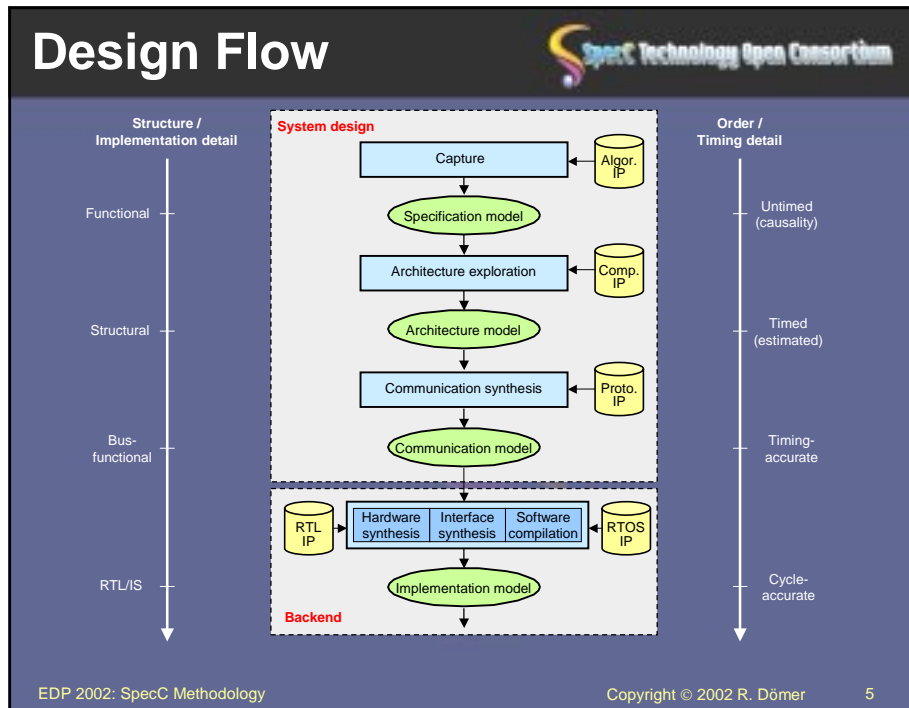 Design Flow
SpecC Technology Open Consortium
Structure /
Implementation detail
System design
Order /
Timing detail
Capture
Algor.
IP
Functional
Specification model
Untimed
(causality)
Architecture exploration
Comp.
IP
Structural
Architecture model
Timed
(estimated)
Communication synthesis
Proto.
IP
Bus-
functional
Communication model
Timing-
accurate
RTL
IP
Hardware
synthesis
Interface
synthesis
Software
compilation
RTOS
IP
RTL/IS
Implementation model
Cycle-
accurate
Backend
EDP 2002: SpecC Methodology
Copyright © 2002 R. Dömer
5